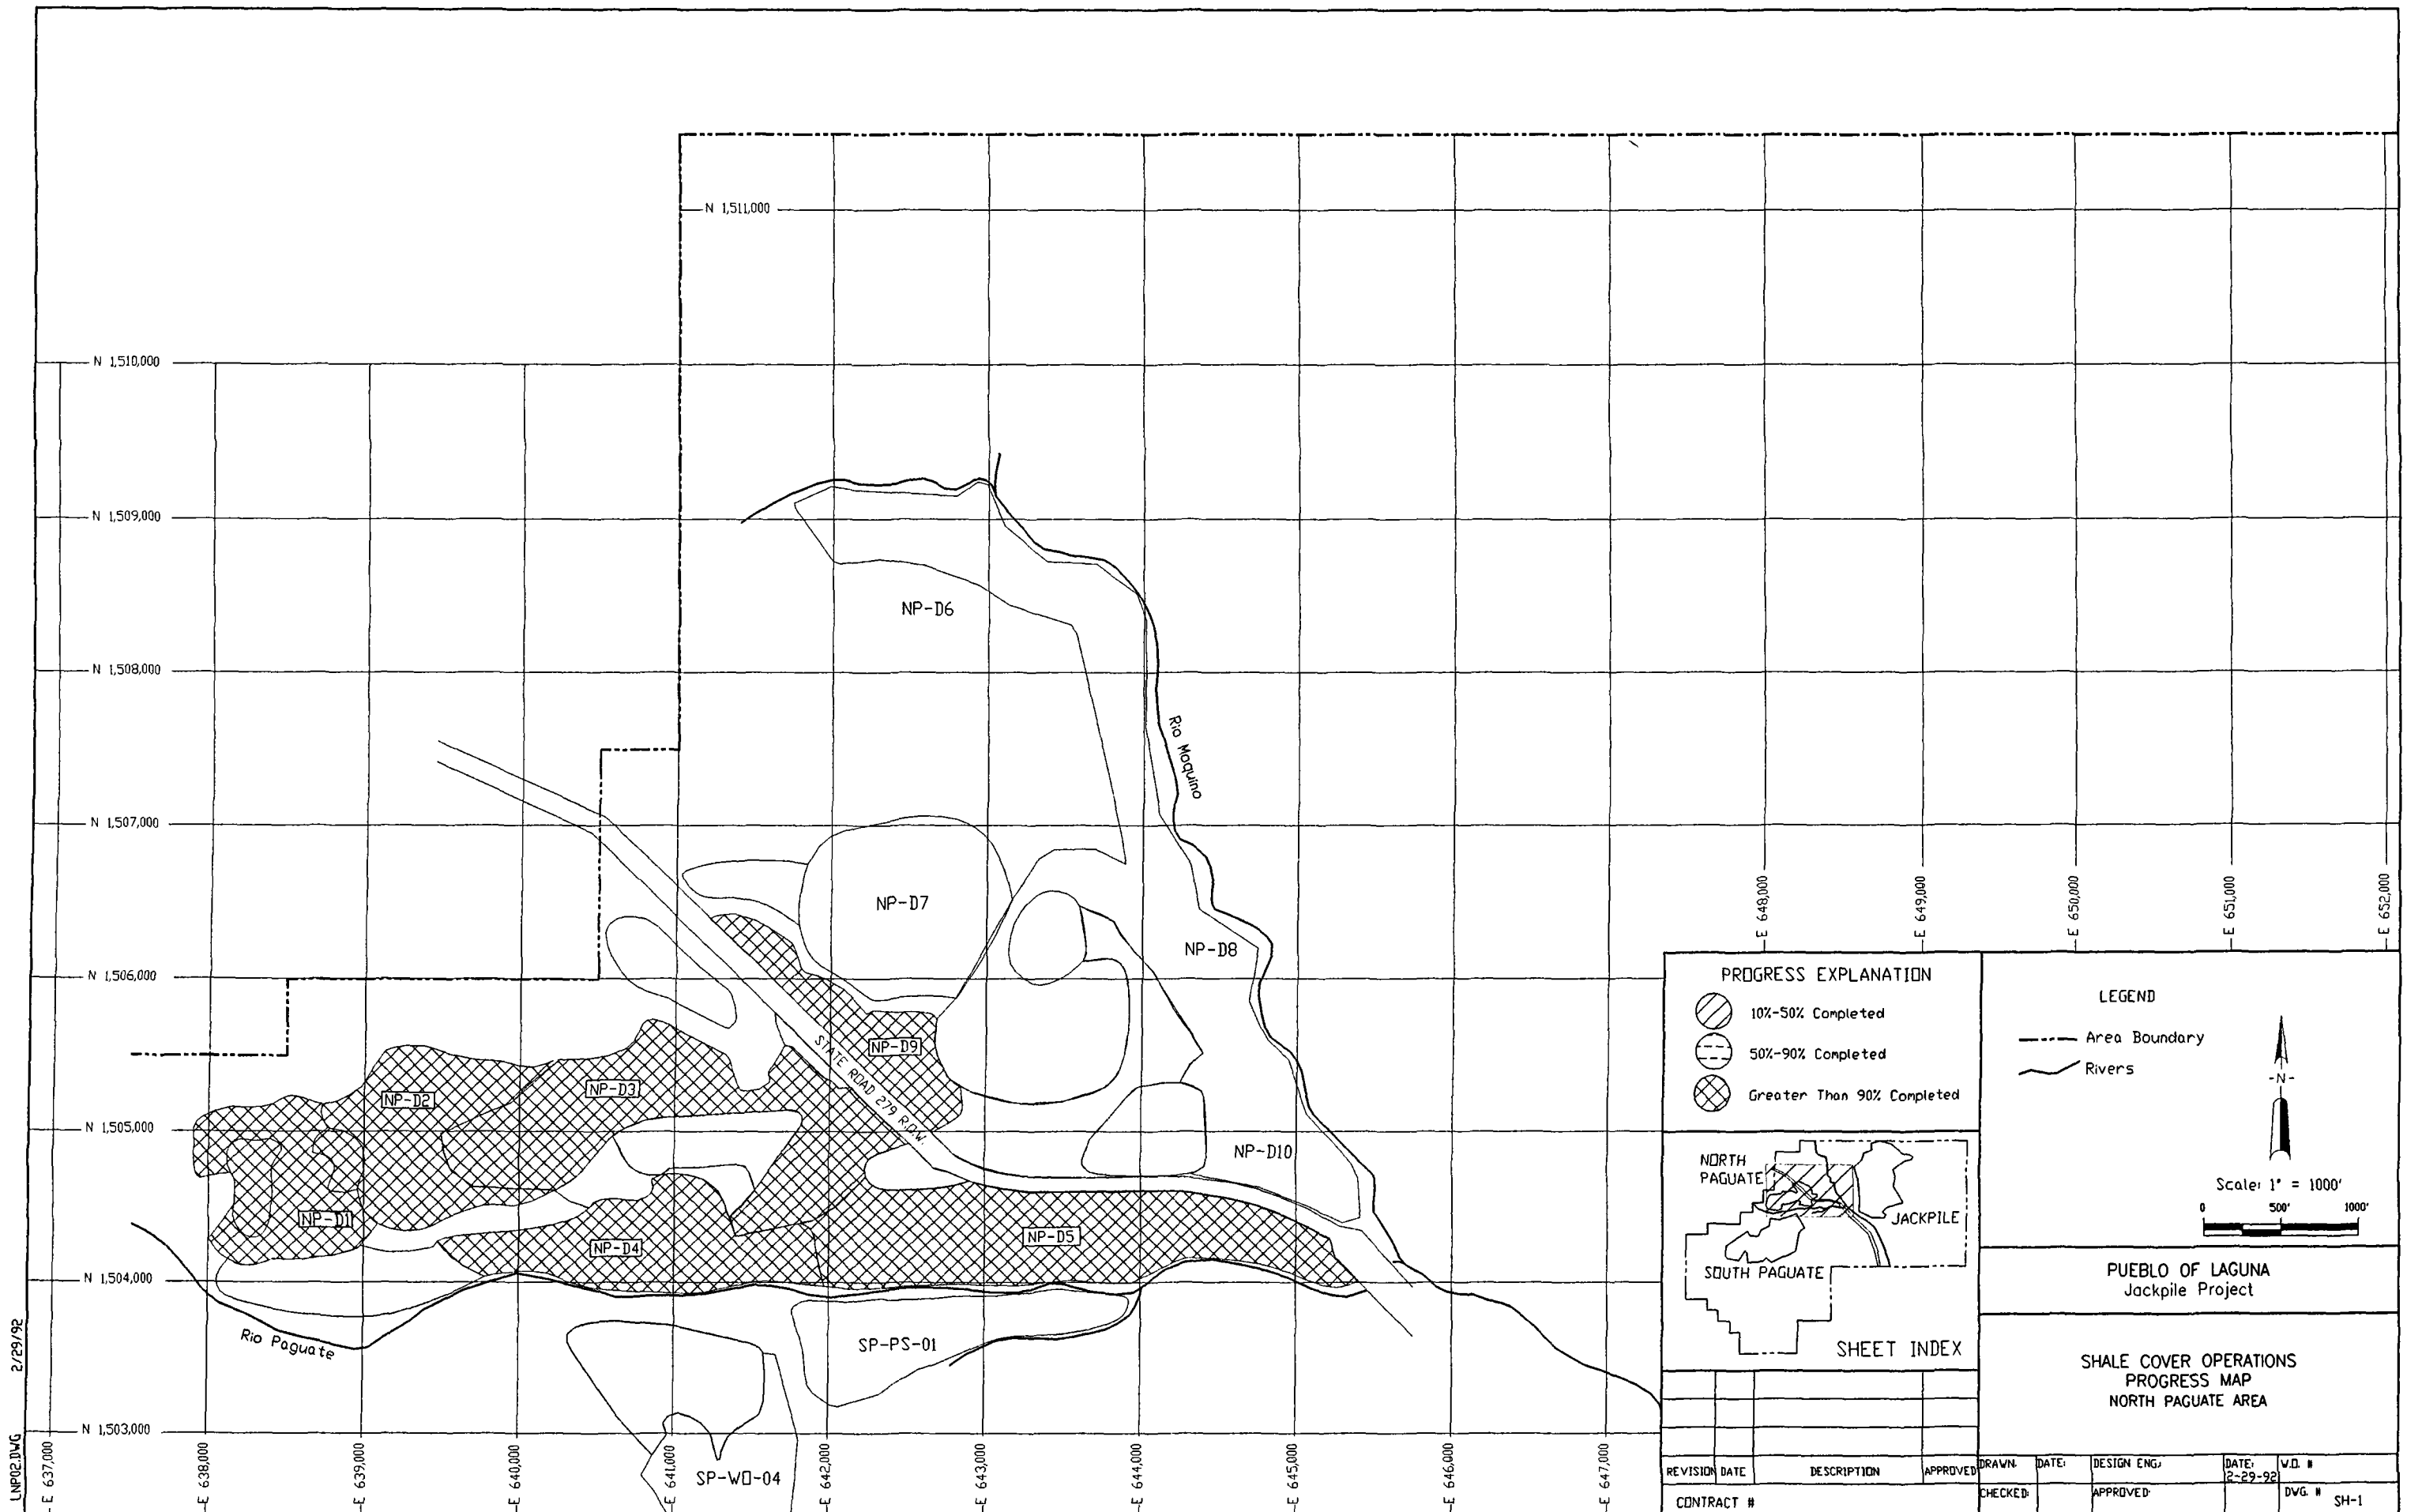 N 1,511,000
N 1,510,000
N 1,509,000
N 1,508,000
N 1,507,000
N 1,506,000
N 1,505,000
N 1,504,000
N 1,503,000
NP-D6
Rio Moquino
NP-D7
NP-D8
NP-D9
STATE ROAD 279 R.O.W.
NP-D3
NP-D2
NP-D10
NP-D1
NP-D4
NP-D5
Rio Paguate
SP-PS-01
SP-WO-04
E 637,000
E 638,000
E 639,000
E 640,000
E 641,000
E 642,000
E 643,000
E 644,000
E 645,000
E 646,000
E 647,000
E 648,000
E 649,000
E 650,000
E 651,000
E 652,000
LNP02.DWG 2/29/92
PROGRESS EXPLANATION
10%-50% Completed
50%-90% Completed
Greater Than 90% Completed
LEGEND
Area Boundary
Rivers
-N-
Scale: 1" = 1000'
0 500' 1000'
NORTH
PAGUATE
JACKPILE
SOUTH PAGUATE
SHEET INDEX
PUEBLO OF LAGUNA
Jackpile Project
SHALE COVER OPERATIONS
PROGRESS MAP
NORTH PAGUATE AREA
REVISION DATE DESCRIPTION APPROVED
CONTRACT #
DRAWN: DATE: DESIGN ENG.: DATE: W.O. #
2-29-92
CHECKED: APPROVED: DWG. #
SH-1